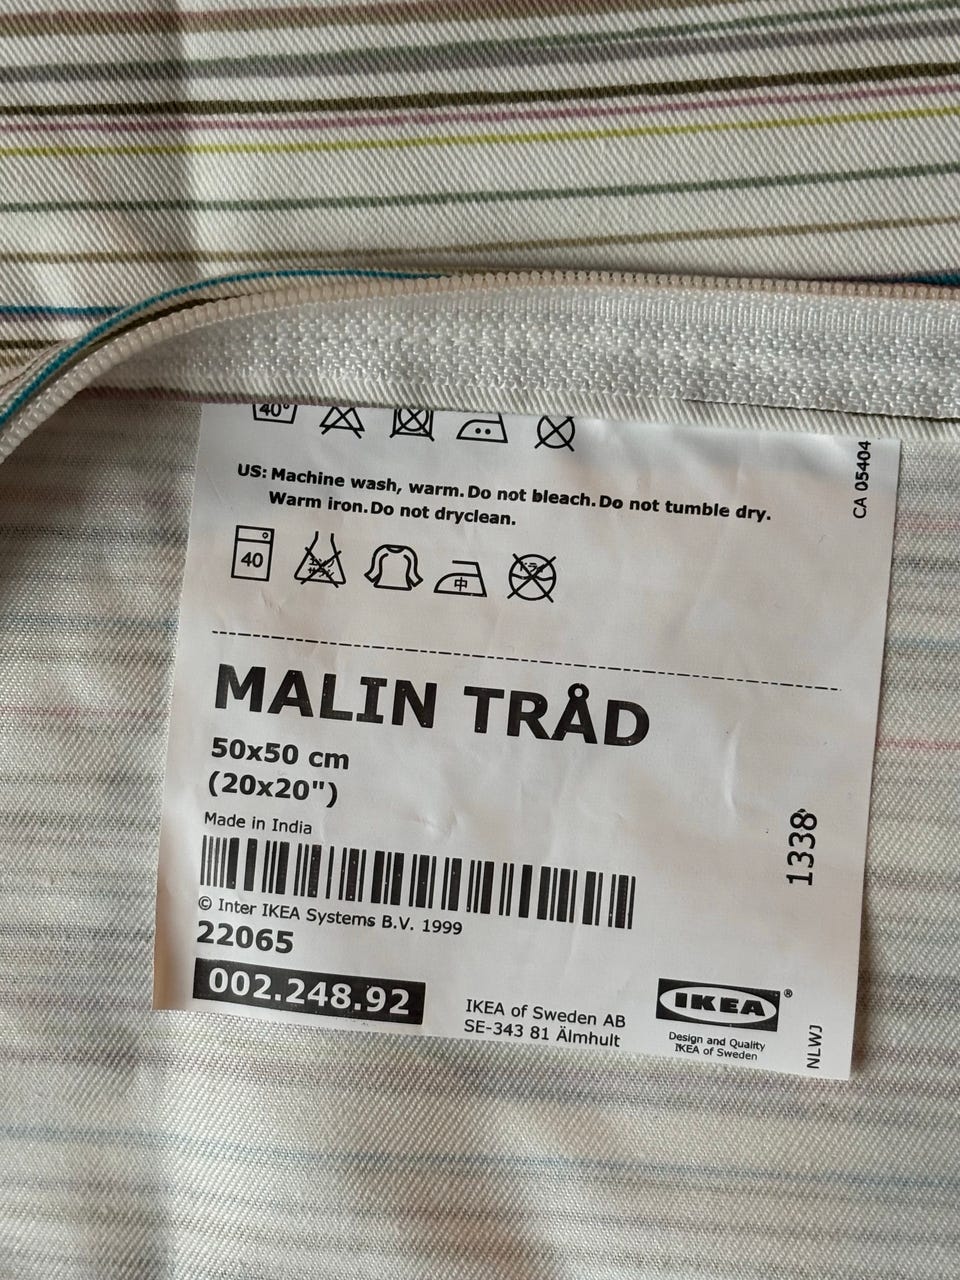 40°
US: Machine wash, warm. Do not bleach. Do not tumble dry.
Warm iron. Do not dryclean.
40
中
MALIN TRÅD
50x50 cm
(20x20")
Made in India
© Inter IKEA Systems B.V. 1999
22065
002.248.92
IKEA of Sweden AB
SE-343 81 Älmhult
IKEA®
Design and Quality
IKEA of Sweden
CA 05404
1338
NLWJ